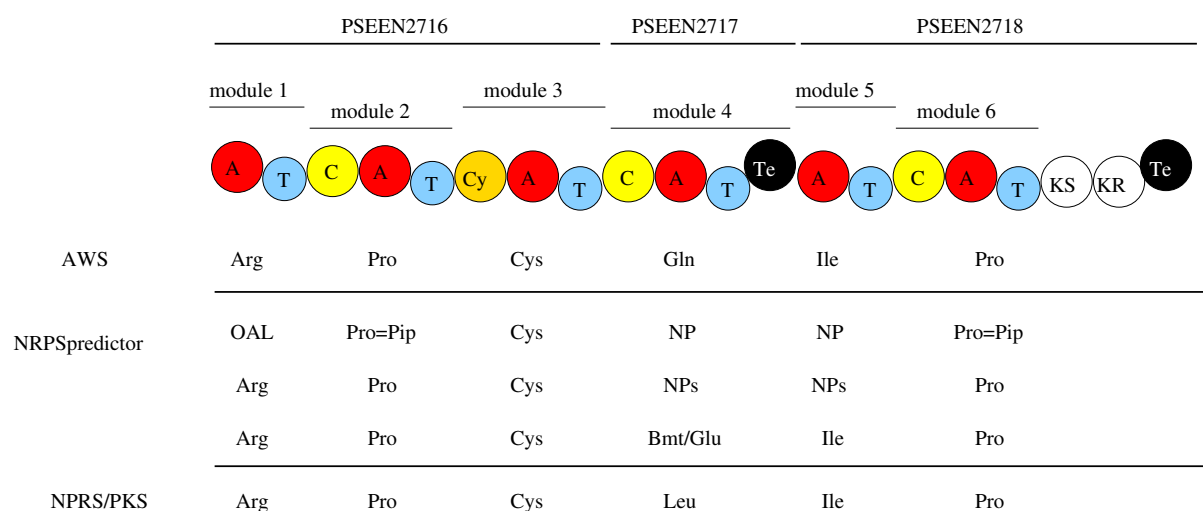 PSEEN2716 PSEEN2717 PSEEN2718
module 1 module 3 module 5
module 2 module 4 module 6
A T C A T Cy A T C A T Te A T C A T KS KR Te
AWS Arg Pro Cys Gln Ile Pro
OAL Pro=Pip Cys NP NP Pro=Pip
NRPSpredictor
Arg Pro Cys NPs NPs Pro
Arg Pro Cys Bmt/Glu Ile Pro
NPRS/PKS Arg Pro Cys Leu Ile Pro